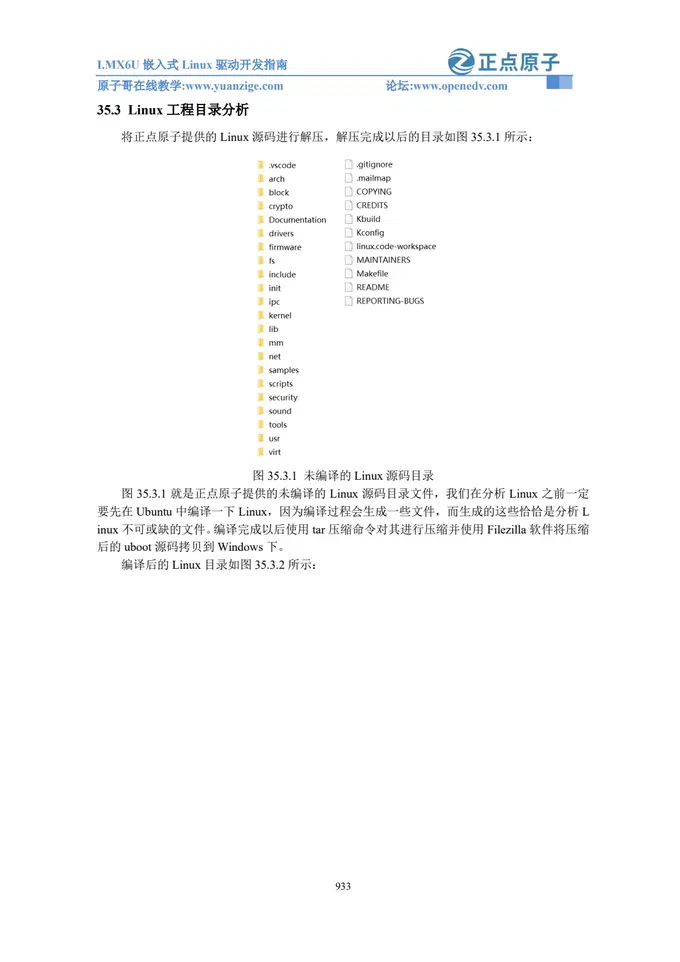 I.MX6U 嵌入式 Linux 驱动开发指南
正点原子
原子哥在线教学:www.yuanzige.com 论坛:www.openedv.com
35.3 Linux 工程目录分析
将正点原子提供的 Linux 源码进行解压，解压完成以后的目录如图 35.3.1 所示：
.vscode
arch
block
crypto
Documentation
drivers
firmware
fs
include
init
ipc
kernel
lib
mm
net
samples
scripts
security
sound
tools
usr
virt
.gitignore
.mailmap
COPYING
CREDITS
Kbuild
Kconfig
linux.code-workspace
MAINTAINERS
Makefile
README
REPORTING-BUGS
图 35.3.1 未编译的 Linux 源码目录
图 35.3.1 就是正点原子提供的未编译的 Linux 源码目录文件，我们在分析 Linux 之前一定
要先在 Ubuntu 中编译一下 Linux，因为编译过程会生成一些文件，而生成的这些恰恰是分析 L
inux 不可或缺的文件。编译完成以后使用 tar 压缩命令对其进行压缩并使用 Filezilla 软件将压缩
后的 uboot 源码拷贝到 Windows 下。
编译后的 Linux 目录如图 35.3.2 所示：
933